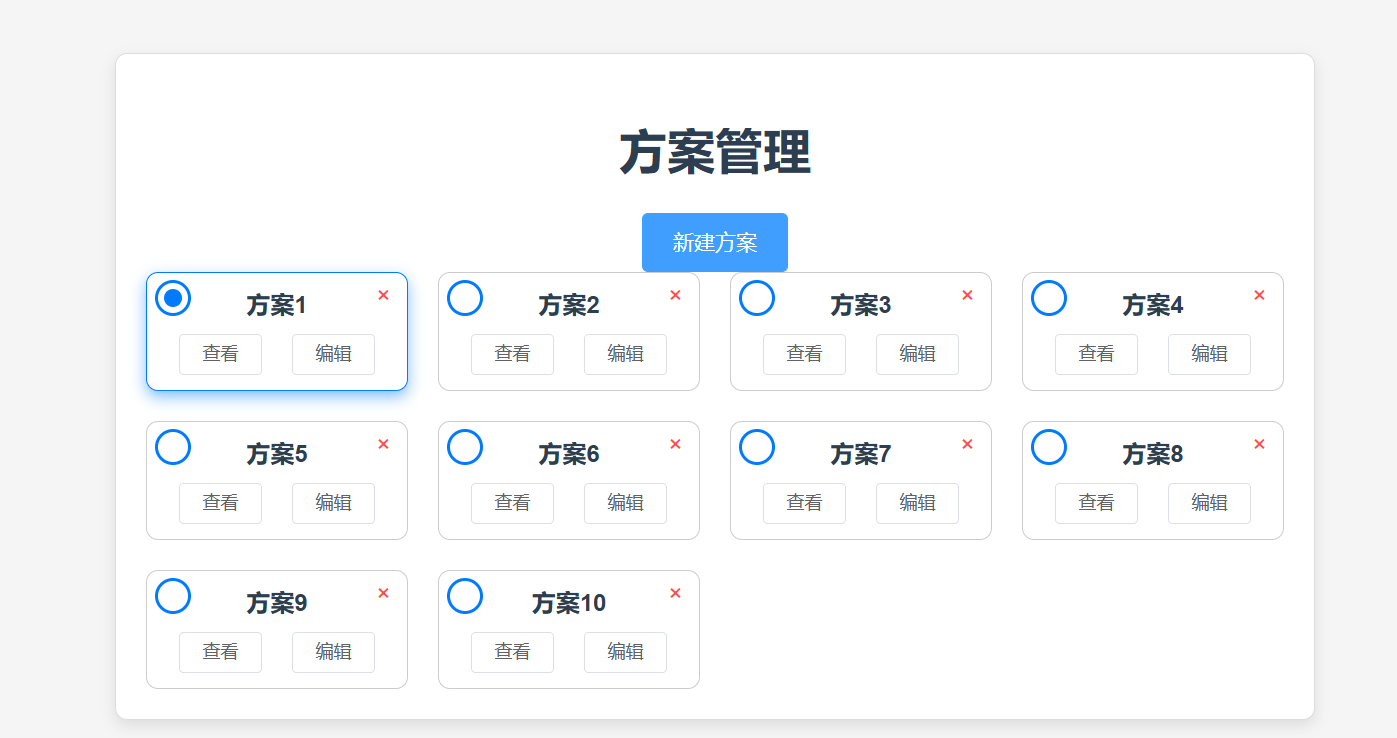 方案管理
新建方案
方案1 × 方案2 × 方案3 × 方案4 ×
查看 编辑 查看 编辑 查看 编辑 查看 编辑
方案5 × 方案6 × 方案7 × 方案8 ×
查看 编辑 查看 编辑 查看 编辑 查看 编辑
方案9 × 方案10 ×
查看 编辑 查看 编辑